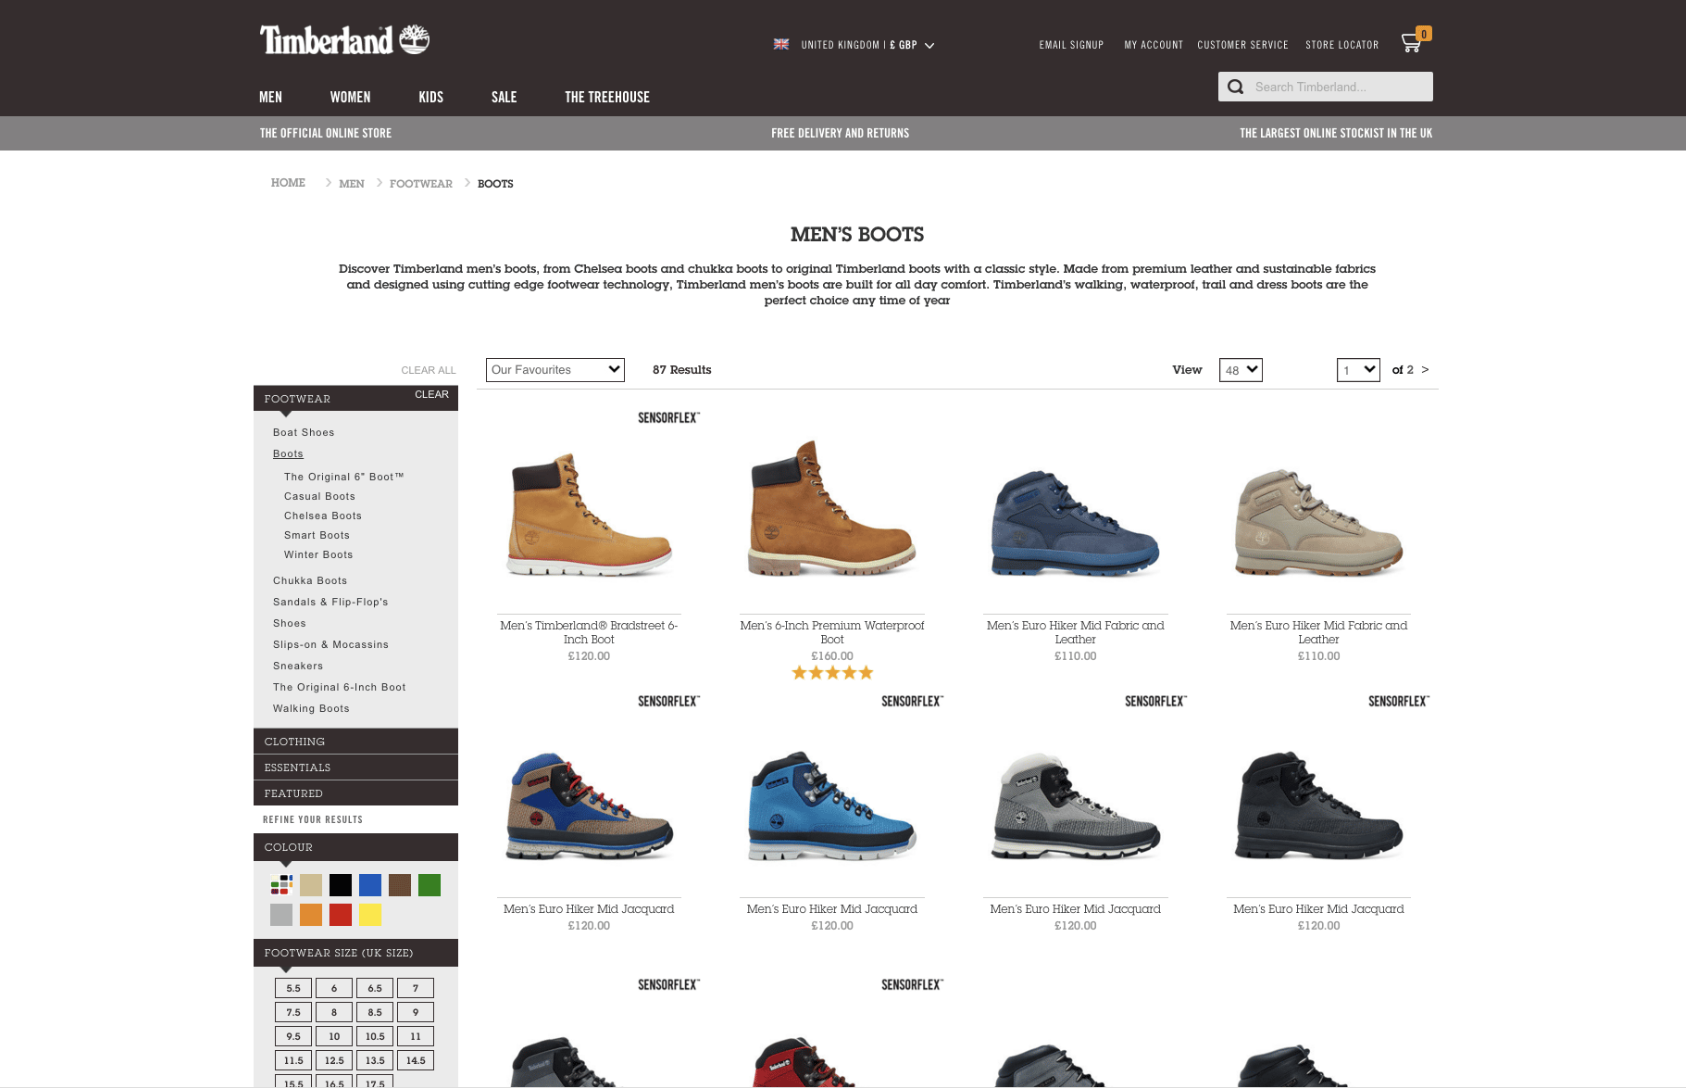 Timberland
UNITED KINGDOM | £ GBP
EMAIL SIGNUP
MY ACCOUNT
CUSTOMER SERVICE
STORE LOCATOR
0
MEN
WOMEN
KIDS
SALE
THE TREEHOUSE
Search Timberland...
THE OFFICIAL ONLINE STORE
FREE DELIVERY AND RETURNS
THE LARGEST ONLINE STOCKIST IN THE UK
HOME > MEN > FOOTWEAR > BOOTS
MEN'S BOOTS
Discover Timberland men's boots, from Chelsea boots and chukka boots to original Timberland boots with a classic style. Made from premium leather and sustainable fabrics
and designed using cutting edge footwear technology, Timberland men's boots are built for all day comfort. Timberland's walking, waterproof, trail and dress boots are the
perfect choice any time of year
CLEAR ALL
FOOTWEAR
CLEAR
Boat Shoes
Boots
The Original 6" Boot™
Casual Boots
Chelsea Boots
Smart Boots
Winter Boots
Chukka Boots
Sandals & Flip-Flop's
Shoes
Slips-on & Mocassins
Sneakers
The Original 6-Inch Boot
Walking Boots
CLOTHING
ESSENTIALS
FEATURED
REFINE YOUR RESULTS
COLOUR
FOOTWEAR SIZE (UK SIZE)
5.5 6 6.5 7
7.5 8 8.5 9
9.5 10 10.5 11
11.5 12.5 13.5 14.5
15.5 16.5 17.5
Our Favourites
87 Results
View
48
1
of 2 >
SENSORFLEX™
Men's Timberland® Bradstreet 6-
Inch Boot
£120.00
Men's 6-Inch Premium Waterproof
Boot
£160.00
Men's Euro Hiker Mid Fabric and
Leather
£110.00
Men's Euro Hiker Mid Fabric and
Leather
£110.00
SENSORFLEX™
SENSORFLEX™
SENSORFLEX™
SENSORFLEX™
Men's Euro Hiker Mid Jacquard
£120.00
Men's Euro Hiker Mid Jacquard
£120.00
Men's Euro Hiker Mid Jacquard
£120.00
Men's Euro Hiker Mid Jacquard
£120.00
SENSORFLEX™
SENSORFLEX™